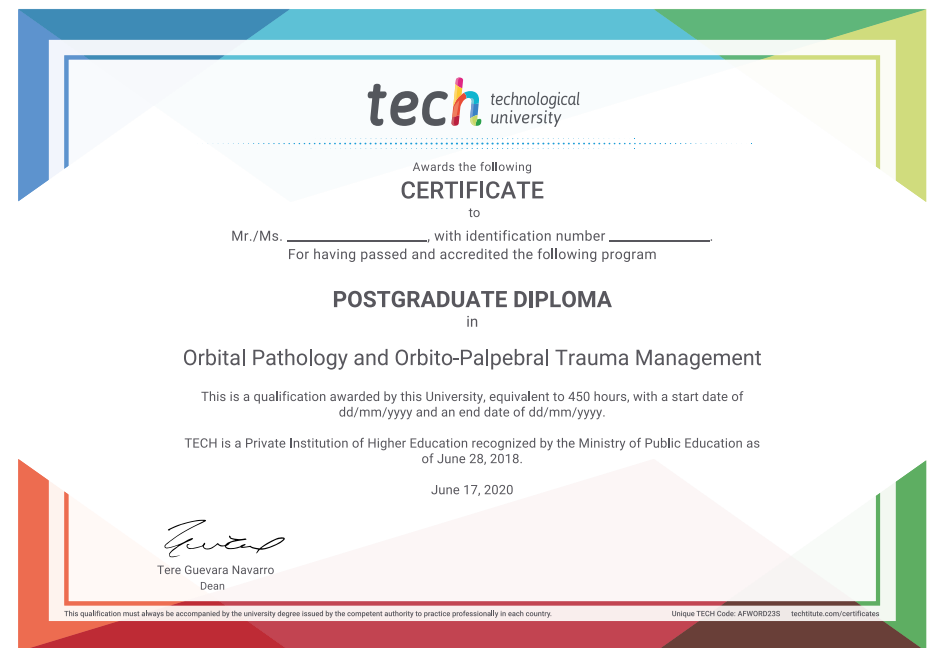 tech technological
university
Awards the following
CERTIFICATE
to
Mr./Ms. ____________________, with identification number ______________.
For having passed and accredited the following program
POSTGRADUATE DIPLOMA
in
Orbital Pathology and Orbito-Palpebral Trauma Management
This is a qualification awarded by this University, equivalent to 450 hours, with a start date of
dd/mm/yyyy and an end date of dd/mm/yyyy.
TECH is a Private Institution of Higher Education recognized by the Ministry of Public Education as
of June 28, 2018.
June 17, 2020
Tere Guevara Navarro
Dean
This qualification must always be accompanied by the university degree issued by the competent authority to practice professionally in each country. Unique TECH Code: AFWORD23S techtitute.com/certificates